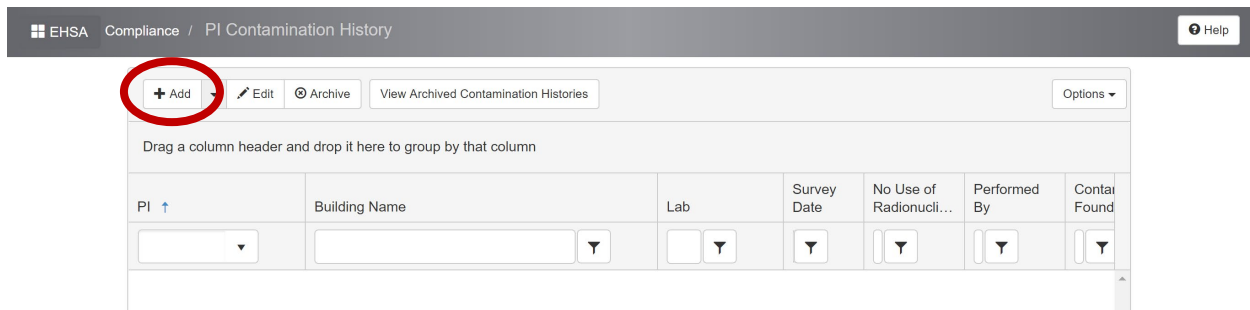 EHSA Compliance / PI Contamination History Help
Add Edit Archive View Archived Contamination Histories Options
Drag a column header and drop it here to group by that column
PI Building Name Lab Survey Date No Use of Radionucli... Performed By Contai Found